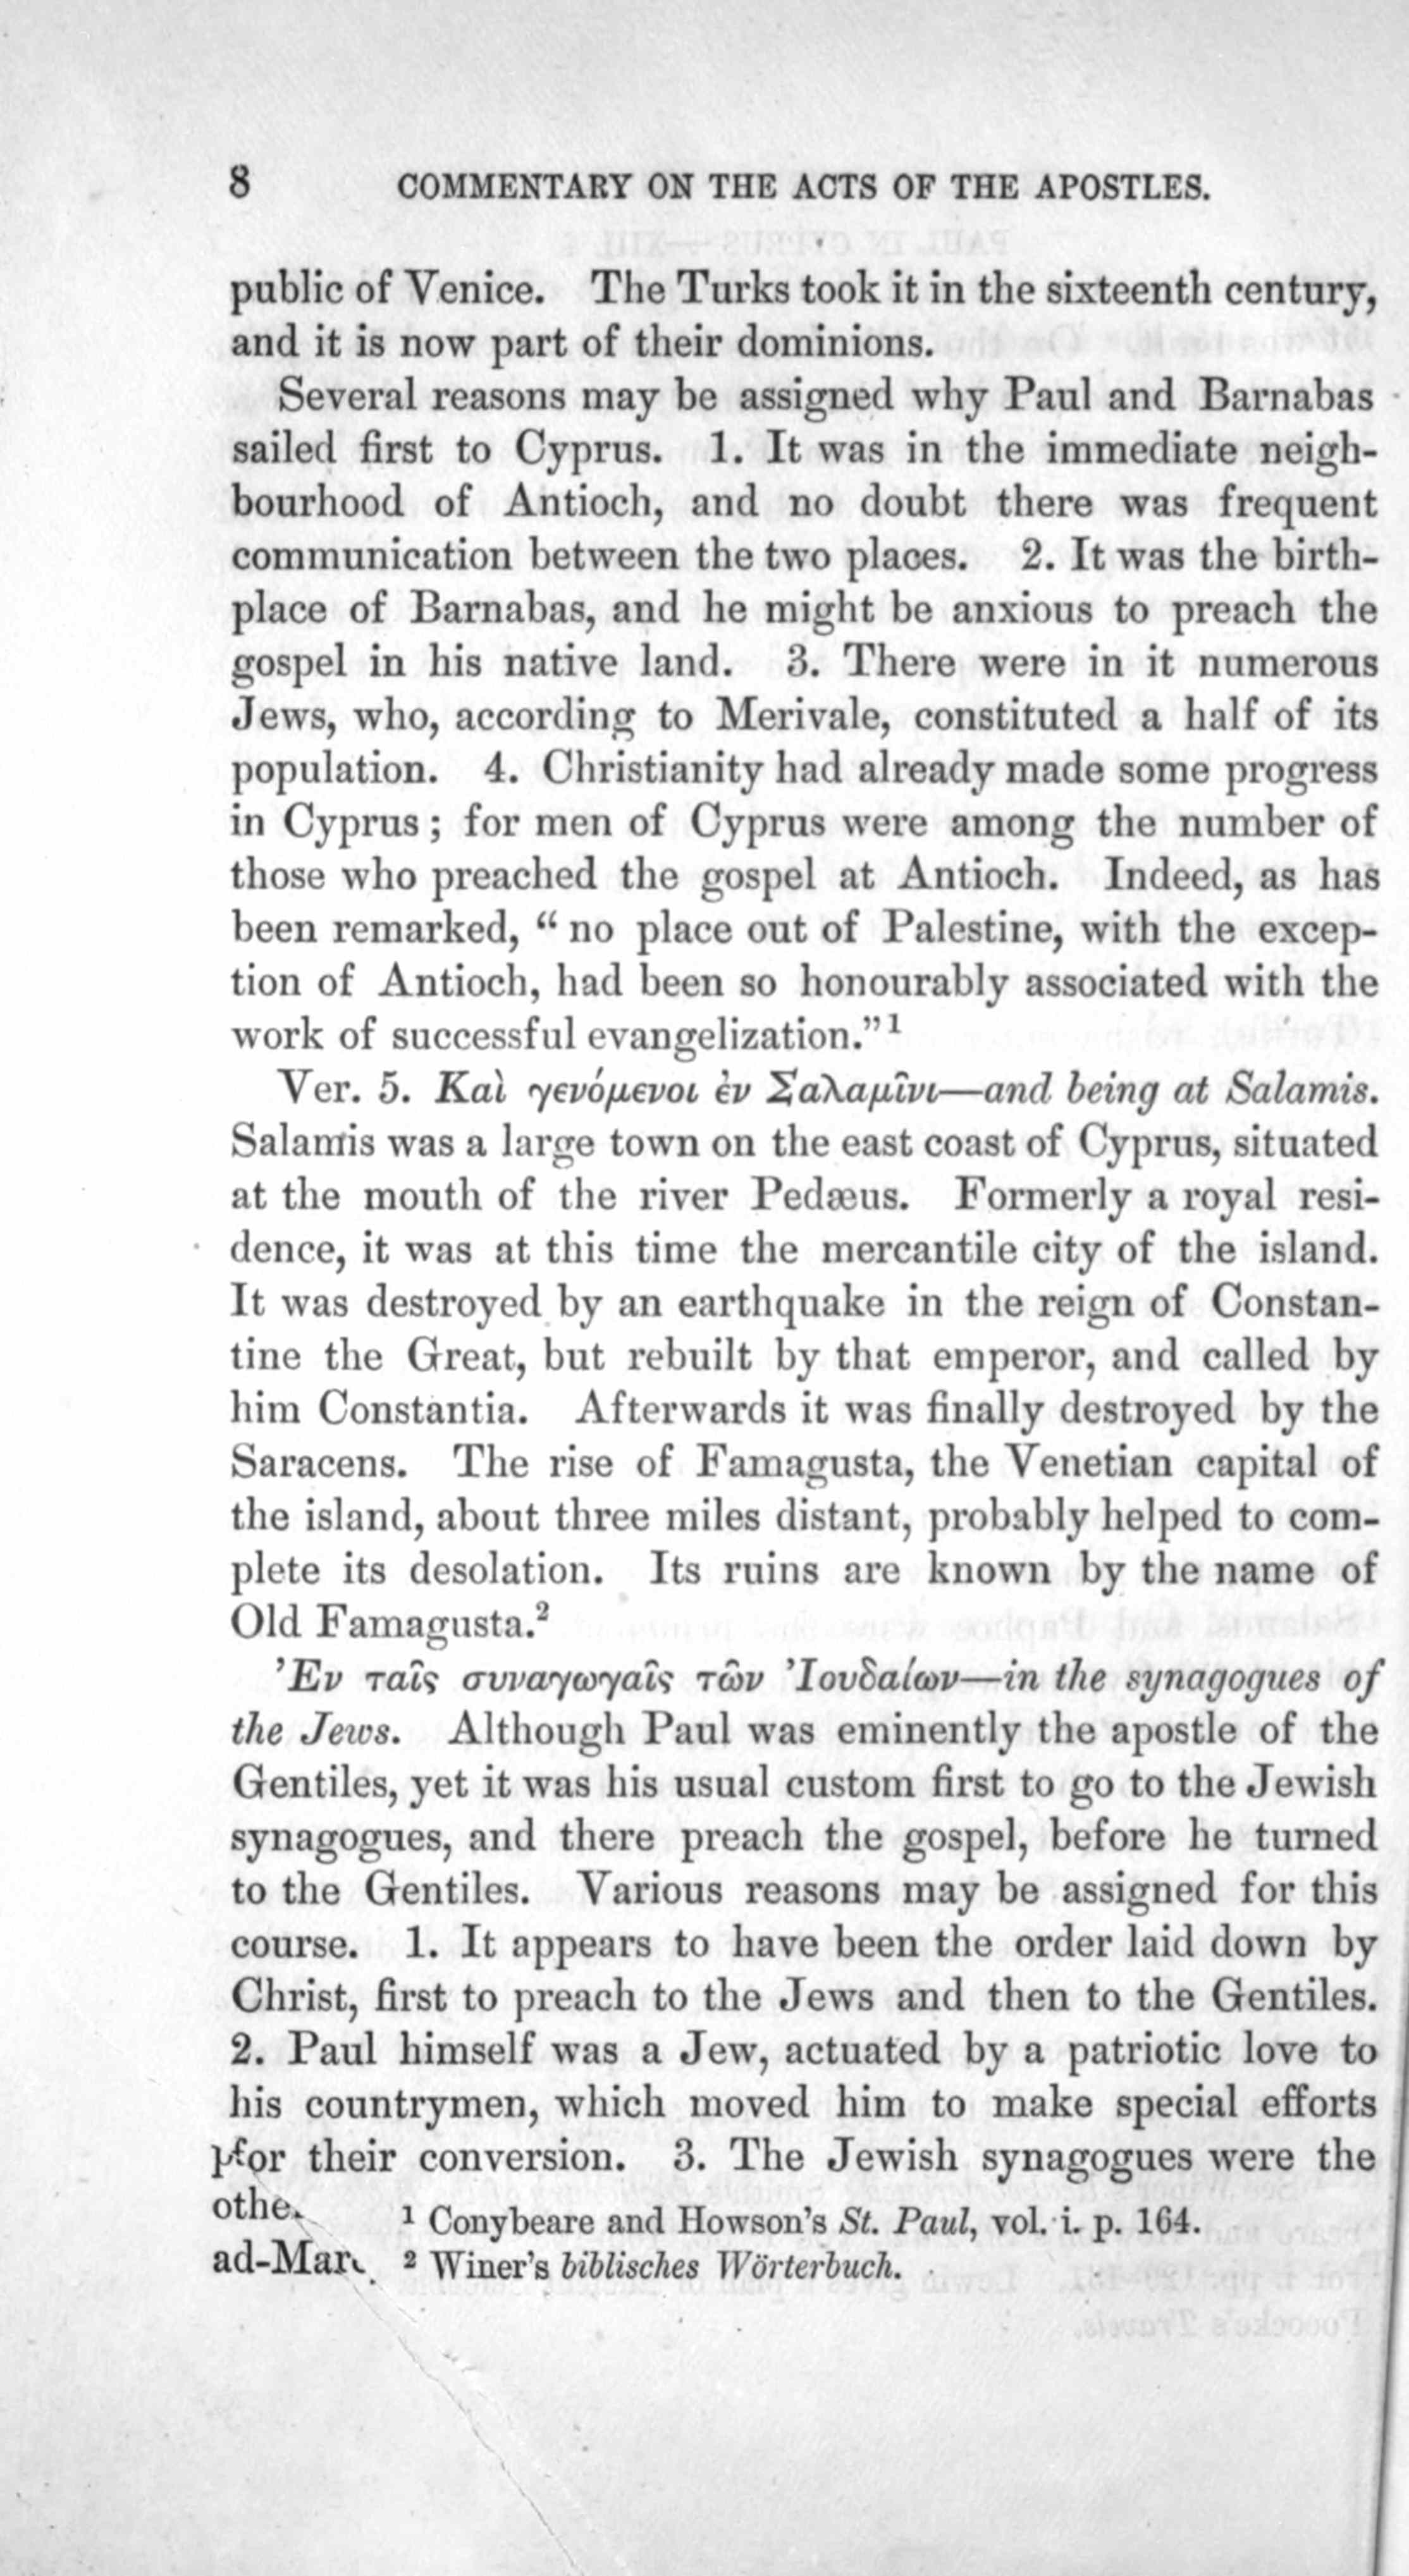 8 COMMENTARY ON THE ACTS OF THE APOSTLES.
public of Venice. The Turks took it in the sixteenth century,
and it is now part of their dominions.
Several reasons may be assigned why Paul and Barnabas
sailed first to Cyprus. 1. It was in the immediate neigh-
bourhood of Antioch, and no doubt there was frequent
communication between the two places. 2. It was the birth-
place of Barnabas, and he might be anxious to preach the
gospel in his native land. 3. There were in it numerous
Jews, who, according to Merivale, constituted a half of its
population. 4. Christianity had already made some progress
in Cyprus; for men of Cyprus were among the number of
those who preached the gospel at Antioch. Indeed, as has
been remarked, “no place out of Palestine, with the excep-
tion of Antioch, had been so honourably associated with the
work of successful evangelization.”¹
Ver. 5. Καὶ γενόμενοι ἐν Σαλαμῖνι—and being at Salamis.
Salamis was a large town on the east coast of Cyprus, situated
at the mouth of the river Pedæus. Formerly a royal resi-
dence, it was at this time the mercantile city of the island.
It was destroyed by an earthquake in the reign of Constan-
tine the Great, but rebuilt by that emperor, and called by
him Constantia. Afterwards it was finally destroyed by the
Saracens. The rise of Famagusta, the Venetian capital of
the island, about three miles distant, probably helped to com-
plete its desolation. Its ruins are known by the name of
Old Famagusta.²
Ἐν ταῖς συναγωγαῖς τῶν Ἰουδαίων—in the synagogues of
the Jews. Although Paul was eminently the apostle of the
Gentiles, yet it was his usual custom first to go to the Jewish
synagogues, and there preach the gospel, before he turned
to the Gentiles. Various reasons may be assigned for this
course. 1. It appears to have been the order laid down by
Christ, first to preach to the Jews and then to the Gentiles.
2. Paul himself was a Jew, actuated by a patriotic love to
his countrymen, which moved him to make special efforts
for their conversion. 3. The Jewish synagogues were the
othe
¹ Conybeare and Howson's St. Paul, vol. i. p. 164.
ad-Mar
² Winer's biblisches Wörterbuch.